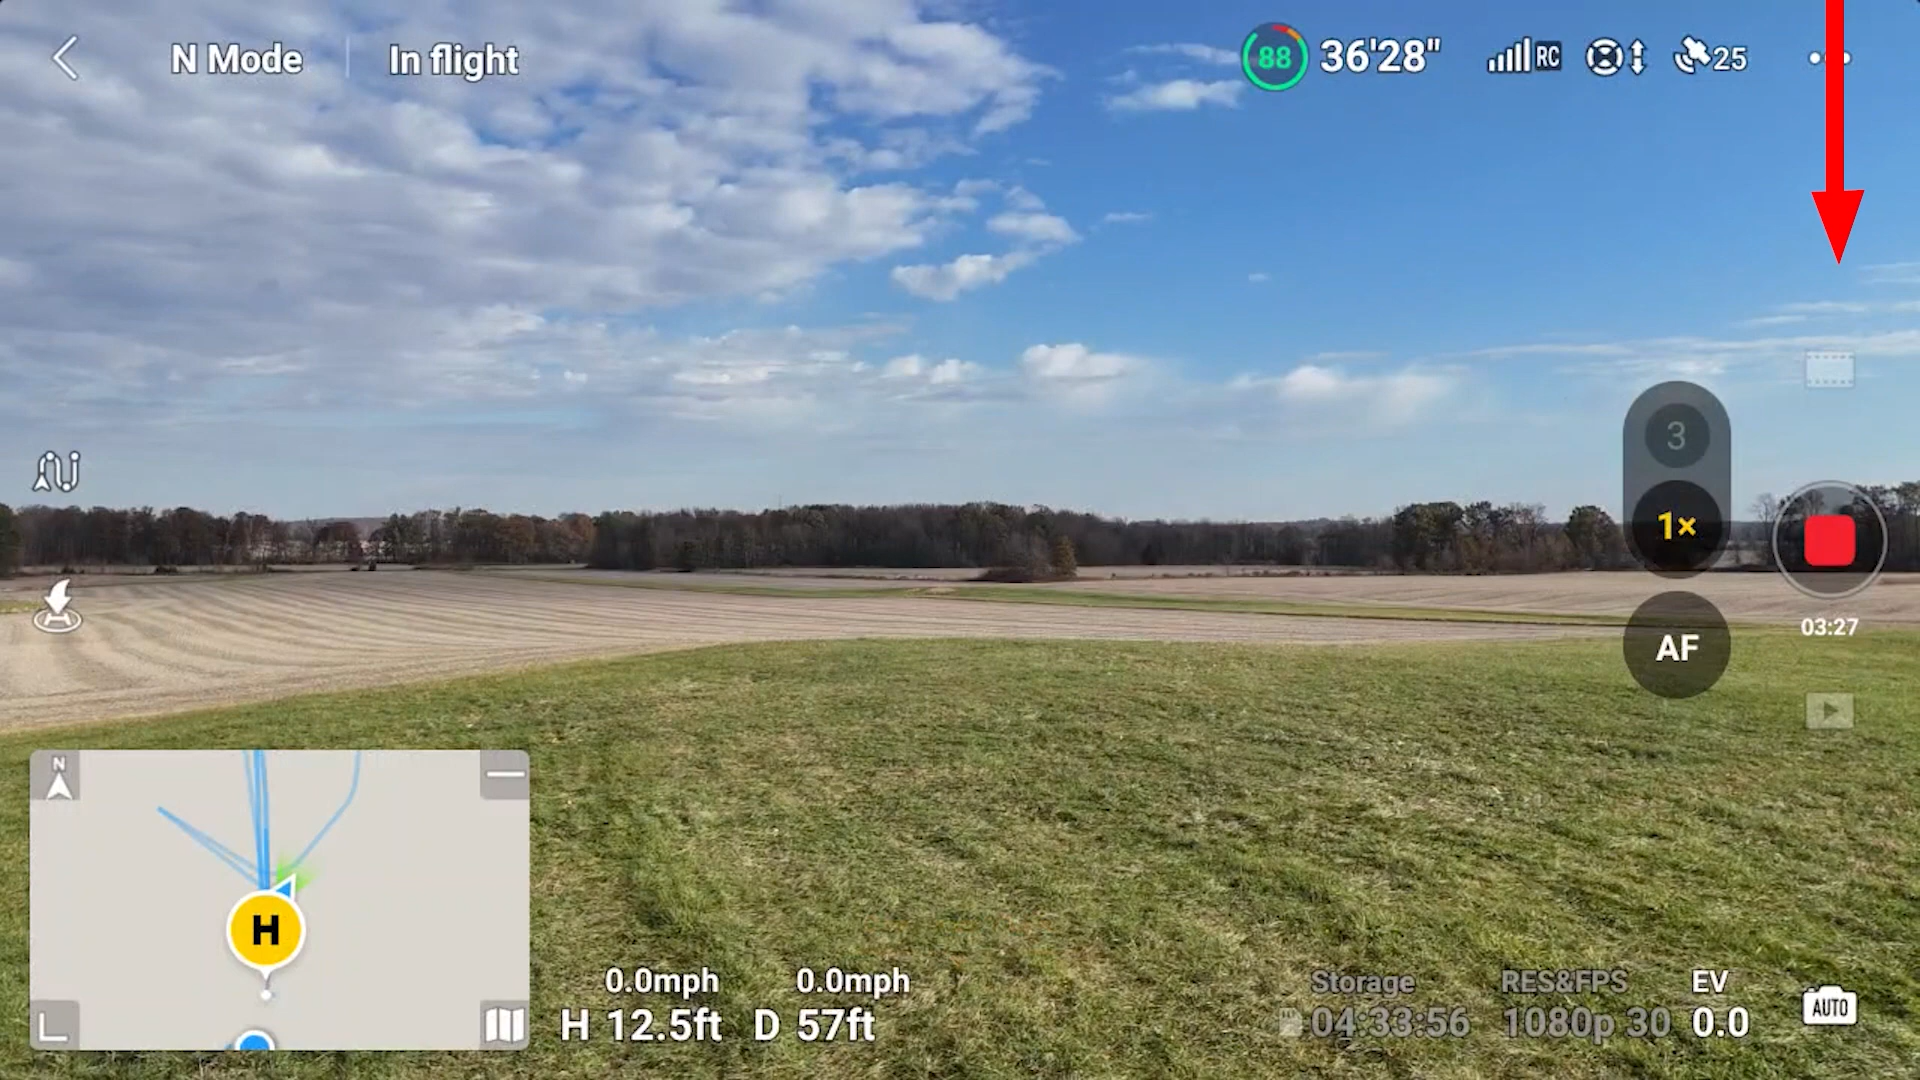 N Mode In flight 88 36'28" RC 25
3
1×
AF
03:27
N
H
0.0mph 0.0mph
H 12.5ft D 57ft
Storage RES&FPS EV
04:33:56 1080p 30 0.0
AUTO